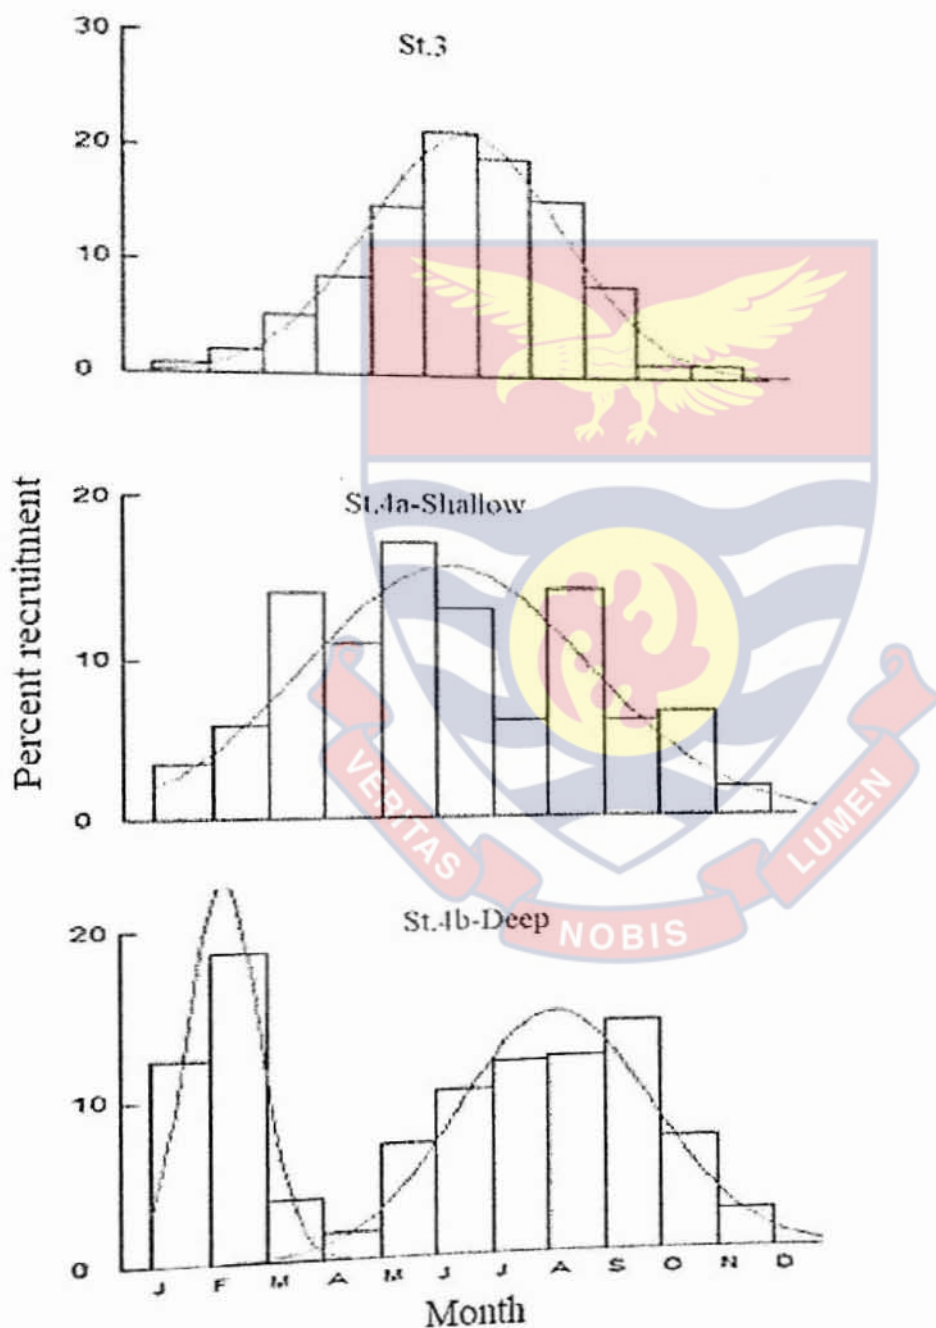 30
St.3
20
10
0
Percent recruitment
20
St.4a-Shallow
10
0
VERITAS
NOBIS
LUMEN
20
St.4b-Deep
10
0
J F M A M J J A S O N D
Month